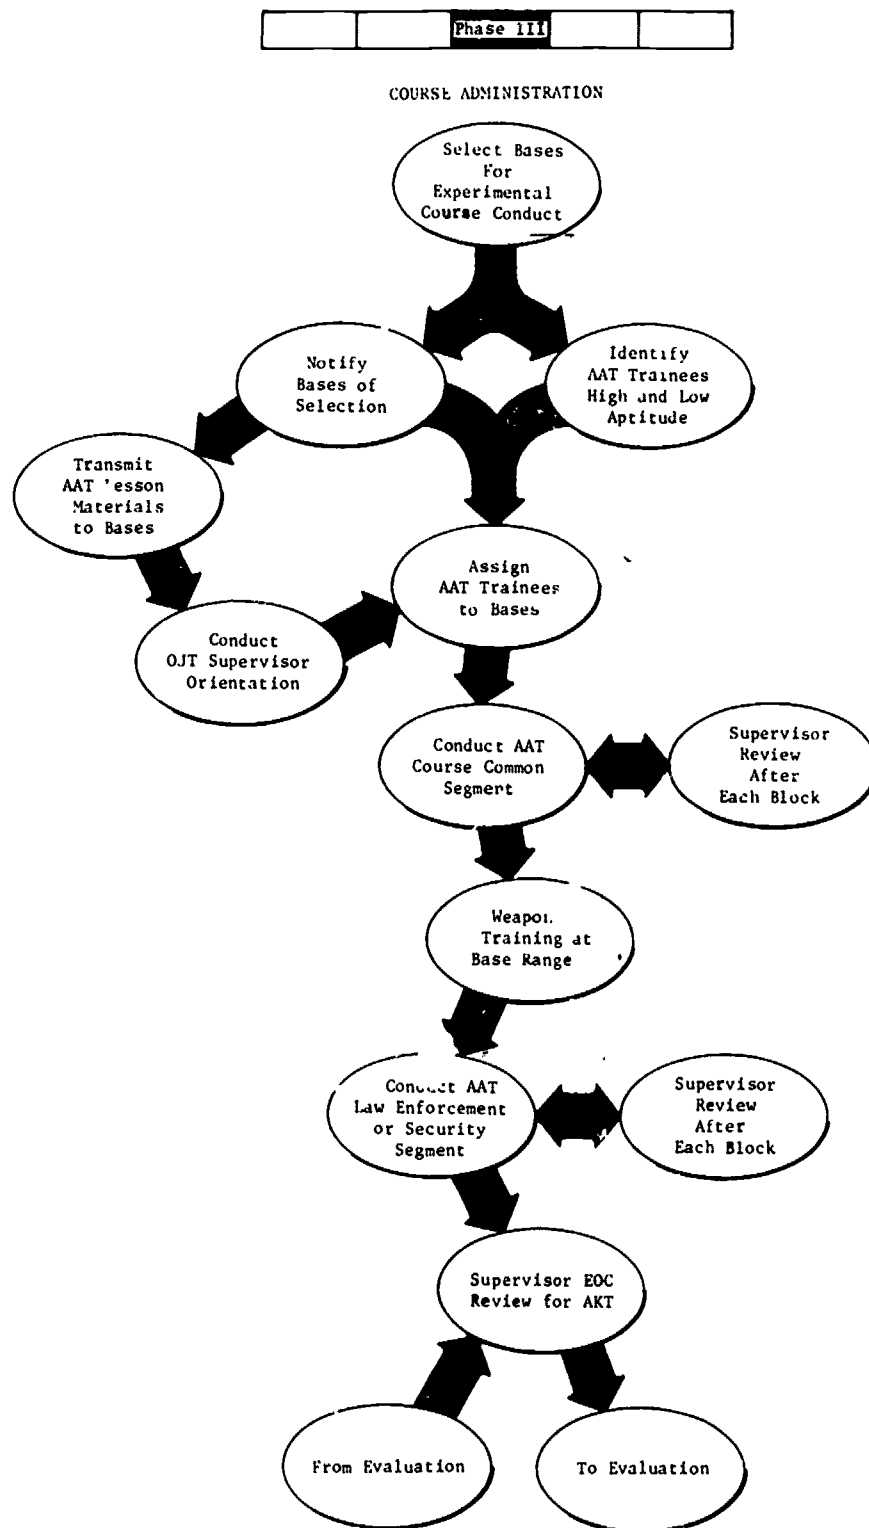 Phase III
COURSE ADMINISTRATION
Select Bases
For
Experimental
Course Conduct
Notify
Bases of
Selection
Identify
AAT Trainees
High and Low
Aptitude
Transmit
AAT 'esson
Materials
to Bases
Assign
AAT Trainees
to Bases
Conduct
OJT Supervisor
Orientation
Conduct AAT
Course Common
Segment
Supervisor
Review
After
Each Block
Weapon
Training at
Base Range
Conduct AAT
Law Enforcement
or Security
Segment
Supervisor
Review
After
Each Block
Supervisor EOC
Review for AKT
From Evaluation
To Evaluation